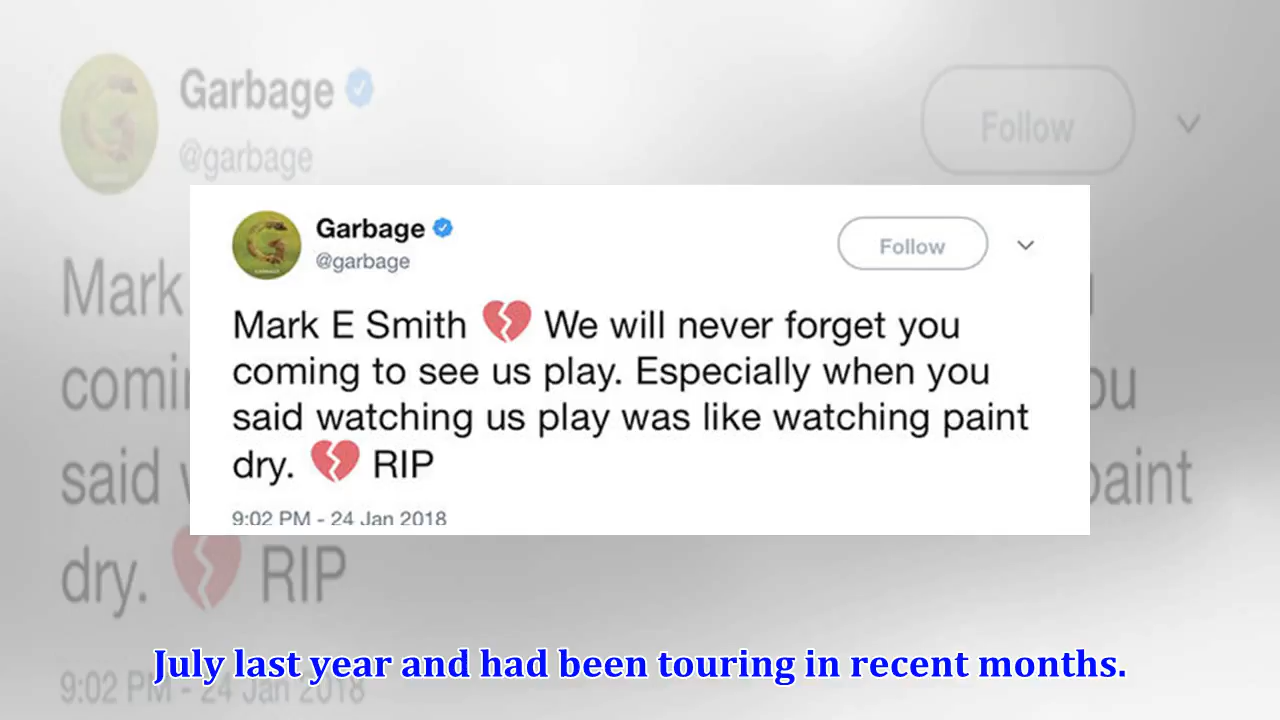 Garbage
@garbage
Follow
Mark E Smith 💔 We will never forget you
coming to see us play. Especially when you
said watching us play was like watching paint
dry. 💔 RIP
9:02 PM - 24 Jan 2018
July last year and had been touring in recent months.